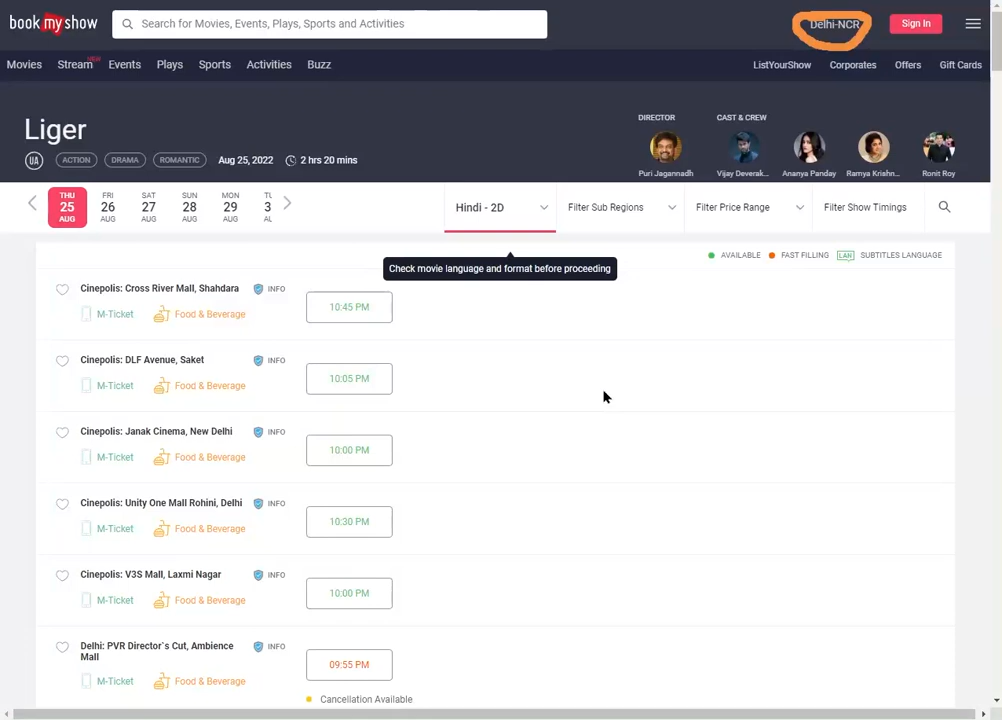 book my show
Search for Movies, Events, Plays, Sports and Activities
Delhi-NCR
Sign In
Movies Stream NEW Events Plays Sports Activities Buzz
ListYourShow Corporates Offers Gift Cards
Liger
UA ACTION DRAMA ROMANTIC Aug 25, 2022 2 hrs 20 mins
DIRECTOR
Puri Jagannadh
CAST & CREW
Vijay Deverak...
Ananya Panday
Ramya Krishn...
Ronit Roy
THU 25 AUG
FRI 26 AUG
SAT 27 AUG
SUN 28 AUG
MON 29 AUG
Hindi - 2D
Filter Sub Regions
Filter Price Range
Filter Show Timings
Check movie language and format before proceeding
AVAILABLE FAST FILLING LAN SUBTITLES LANGUAGE
Cinepolis: Cross River Mall, Shahdara INFO
M-Ticket Food & Beverage
10:45 PM
Cinepolis: DLF Avenue, Saket INFO
M-Ticket Food & Beverage
10:05 PM
Cinepolis: Janak Cinema, New Delhi INFO
M-Ticket Food & Beverage
10:00 PM
Cinepolis: Unity One Mall Rohini, Delhi INFO
M-Ticket Food & Beverage
10:30 PM
Cinepolis: V3S Mall, Laxmi Nagar INFO
M-Ticket Food & Beverage
10:00 PM
Delhi: PVR Director`s Cut, Ambience
Mall
INFO
M-Ticket Food & Beverage
09:55 PM
Cancellation Available